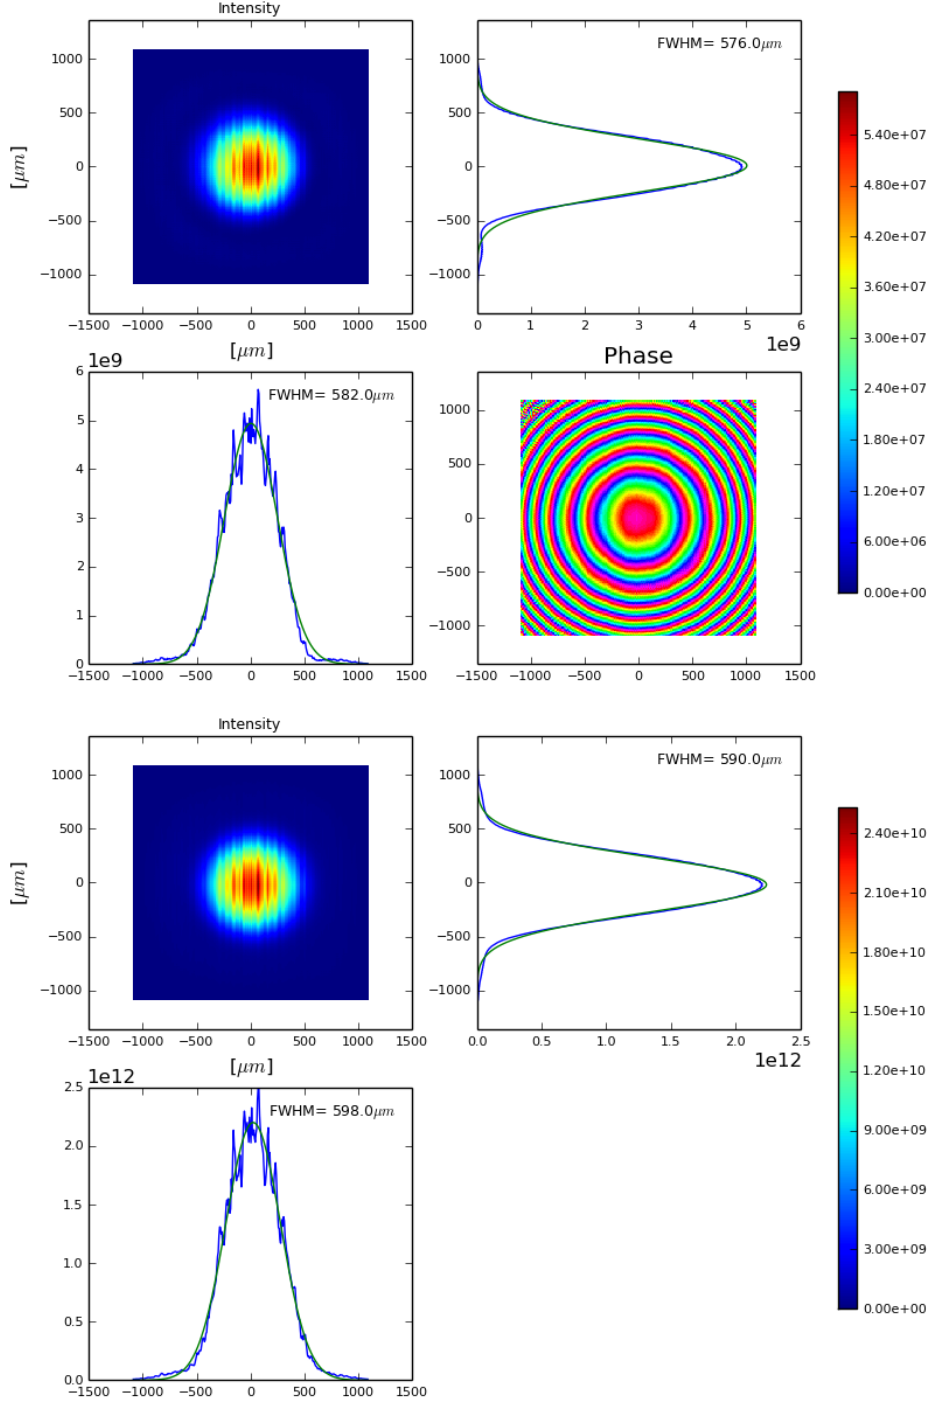 Intensity
1000
500
0
−500
−1000
[μm]
−1500 −1000 −500 0 500 1000 1500
[μm]
FWHM= 576.0μm
1000
500
0
−500
−1000
0 1 2 3 4 5 6
1e9
5.40e+07
4.80e+07
4.20e+07
3.60e+07
3.00e+07
2.40e+07
1.80e+07
1.20e+07
6.00e+06
0.00e+00
1e9
FWHM= 582.0μm
6
5
4
3
2
1
0
−1500 −1000 −500 0 500 1000 1500
Phase
1000
500
0
−500
−1000
−1500 −1000 −500 0 500 1000 1500
Intensity
1000
500
0
−500
−1000
[μm]
−1500 −1000 −500 0 500 1000 1500
[μm]
FWHM= 590.0μm
1000
500
0
−500
−1000
0.0 0.5 1.0 1.5 2.0 2.5
1e12
2.40e+10
2.10e+10
1.80e+10
1.50e+10
1.20e+10
9.00e+09
6.00e+09
3.00e+09
0.00e+00
1e12
FWHM= 598.0μm
2.5
2.0
1.5
1.0
0.5
0.0
−1500 −1000 −500 0 500 1000 1500